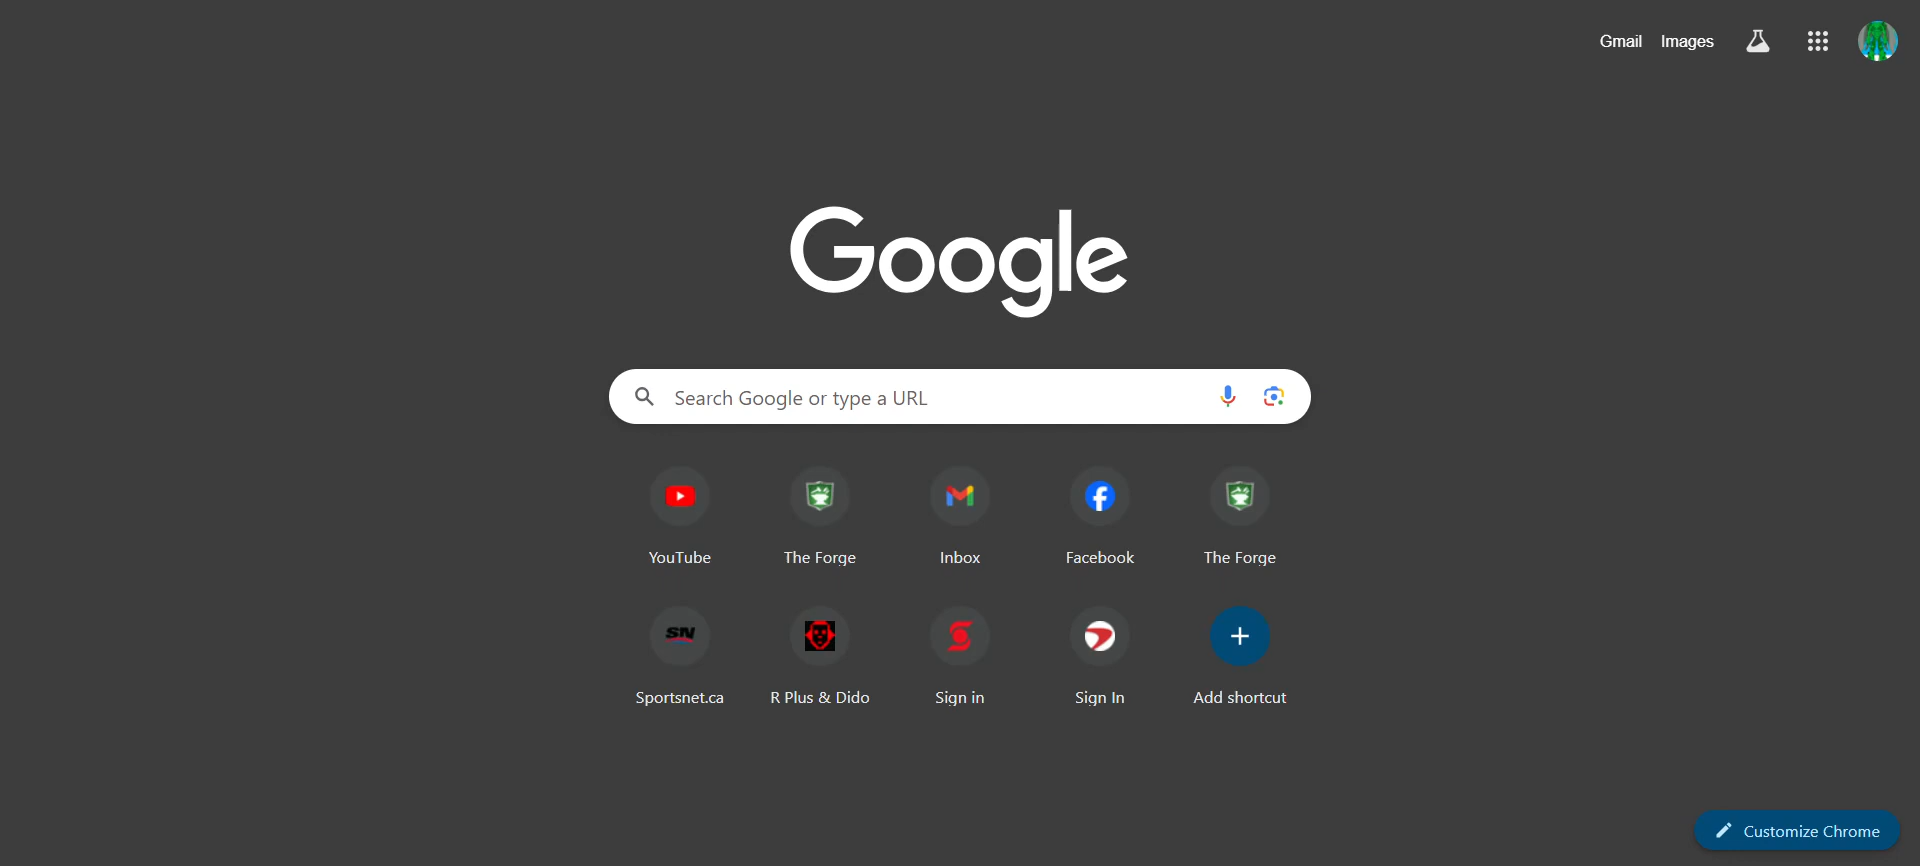 Gmail Images
Google
Search Google or type a URL
YouTube The Forge Inbox Facebook The Forge
SN
Sportsnet.ca R Plus & Dido Sign in Sign In Add shortcut
Customize Chrome